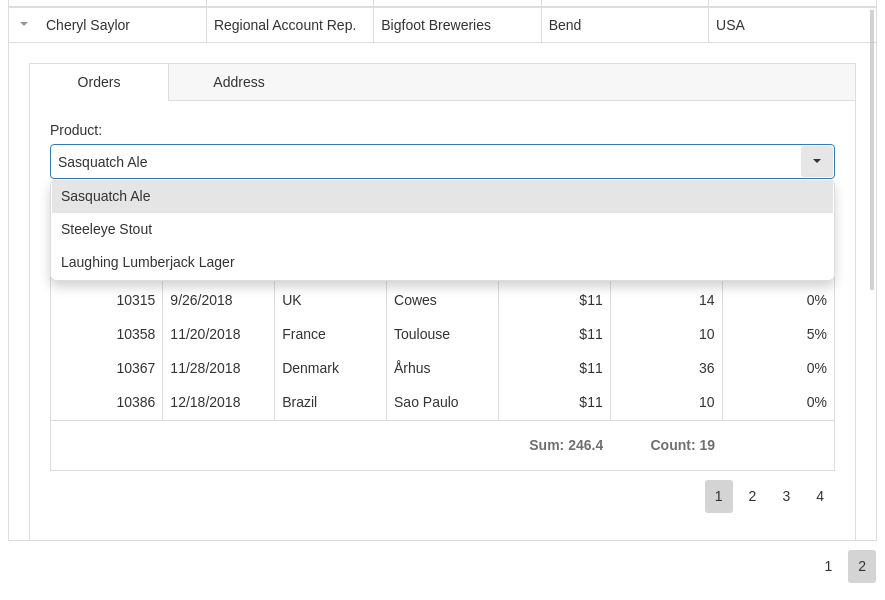 Cheryl Saylor Regional Account Rep. Bigfoot Breweries Bend USA
Orders Address
Product:
Sasquatch Ale
Sasquatch Ale
Steeleye Stout
Laughing Lumberjack Lager
10315 9/26/2018 UK Cowes $11 14 0%
10358 11/20/2018 France Toulouse $11 10 5%
10367 11/28/2018 Denmark Århus $11 36 0%
10386 12/18/2018 Brazil Sao Paulo $11 10 0%
Sum: 246.4 Count: 19
1 2 3 4
1 2